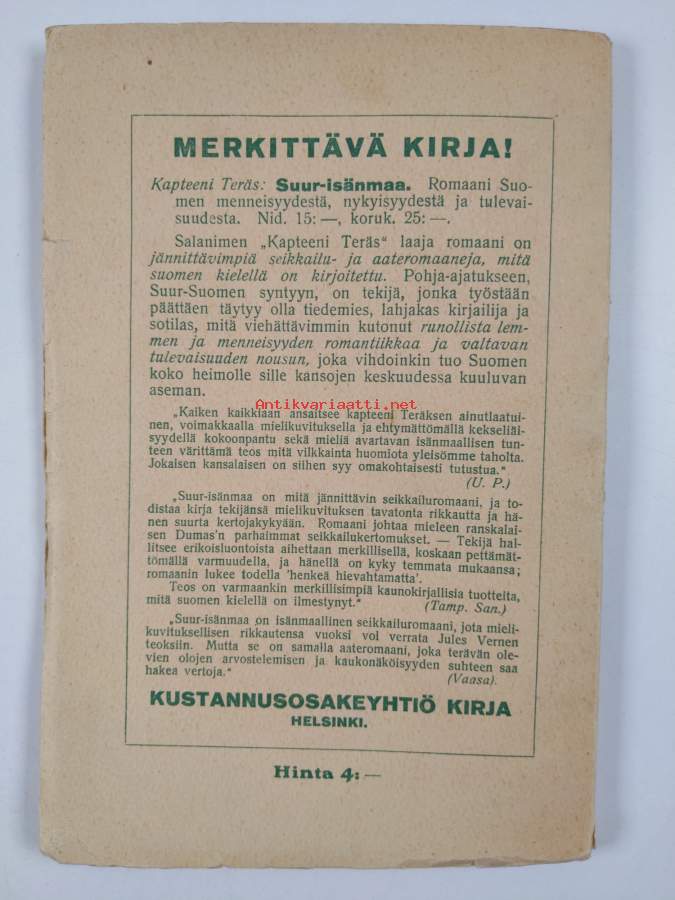 MERKITTÄVÄ KIRJA!
Kapteeni Teräs: Suur-isänmaa. Romaani Suo-
men menneisyydestä, nykyisyydestä ja tulevai-
suudesta. Nid. 15: —, koruk. 25: —.
Salanimen „Kapteeni Teräs“ laaja romaani on
jännittävimpiä seikkailu- ja aateromaaneja, mitä
suomen kielellä on kirjoitettu. Pohja-ajatukseen,
Suur-Suomen syntyyn, on tekijä, jonka työstään
päättäen täytyy olla tiedemies, lahjakas kirjailija ja
sotilas, mitä viehättävimmin kutonut runollista lem-
men ja menneisyyden romantiikkaa ja valtavan
tulevaisuuden nousun, joka vihdoinkin tuo Suomen
koko heimolle sille kansojen keskuudessa kuuluvan
aseman.
Antikvariaatti.net
„Kaiken kaikkiaan ansaitsee kapteeni Teräksen ainutlaatui-
nen, voimakkaalla mielikuvituksella ja ehtymättömällä kekseliäi-
syydellä kokoonpantu sekä mieliä avartavan isänmaallisen tun-
teen värittämä teos mitä vilkkainta huomiota yleisömme taholta.
Jokaisen kansalaisen on siihen syy omakohtaisesti tutustua.“
(U. P.)
„Suur-isänmaa on mitä jännittävin seikkailuromaani, ja to-
distaa kirja tekijänsä mielikuvituksen tavatonta rikkautta ja hä-
nen suurta kertojakykyään. Romaani johtaa mieleen ranskalai-
sen Dumas'n parhaimmat seikkailukertomukset. — Tekijä hal-
litsee erikoisluontoista aihettaan merkillisellä, koskaan pettämät-
tömällä varmuudella, ja hänellä on kyky temmata mukaansa;
romaanin lukee todella 'henkeä hievahtamatta'.
Teos on varmaankin merkillisimpiä kaunokirjallisia tuotteita,
mitä suomen kielellä on ilmestynyt.“ (Tamp. San.)
„Suur-isänmaa on isänmaallinen seikkailuromaani, jota mieli-
kuvituksellisen rikkautensa vuoksi voi verrata Jules Vernen
teoksiin. Mutta se on samalla aateromaani, joka terävän ole-
vien olojen arvostelemisen ja kaukonäköisyyden suhteen saa
hakea vertoja.“ (Vaasa).
KUSTANNUSOSAKEYHTIÖ KIRJA
HELSINKI.
Hinta 4: —